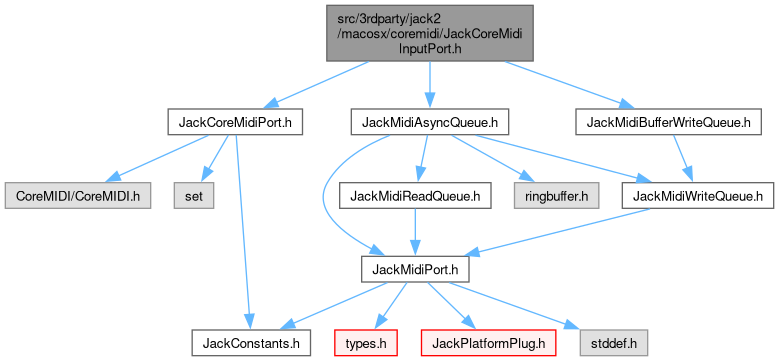 src/3rdparty/jack2
/macosx/coremidi/JackCoreMidi
InputPort.h
JackCoreMidiPort.h
JackMidiAsyncQueue.h
JackMidiBufferWriteQueue.h
CoreMIDI/CoreMIDI.h
set
JackMidiReadQueue.h
ringbuffer.h
JackMidiWriteQueue.h
JackMidiPort.h
JackConstants.h
types.h
JackPlatformPlug.h
stddef.h